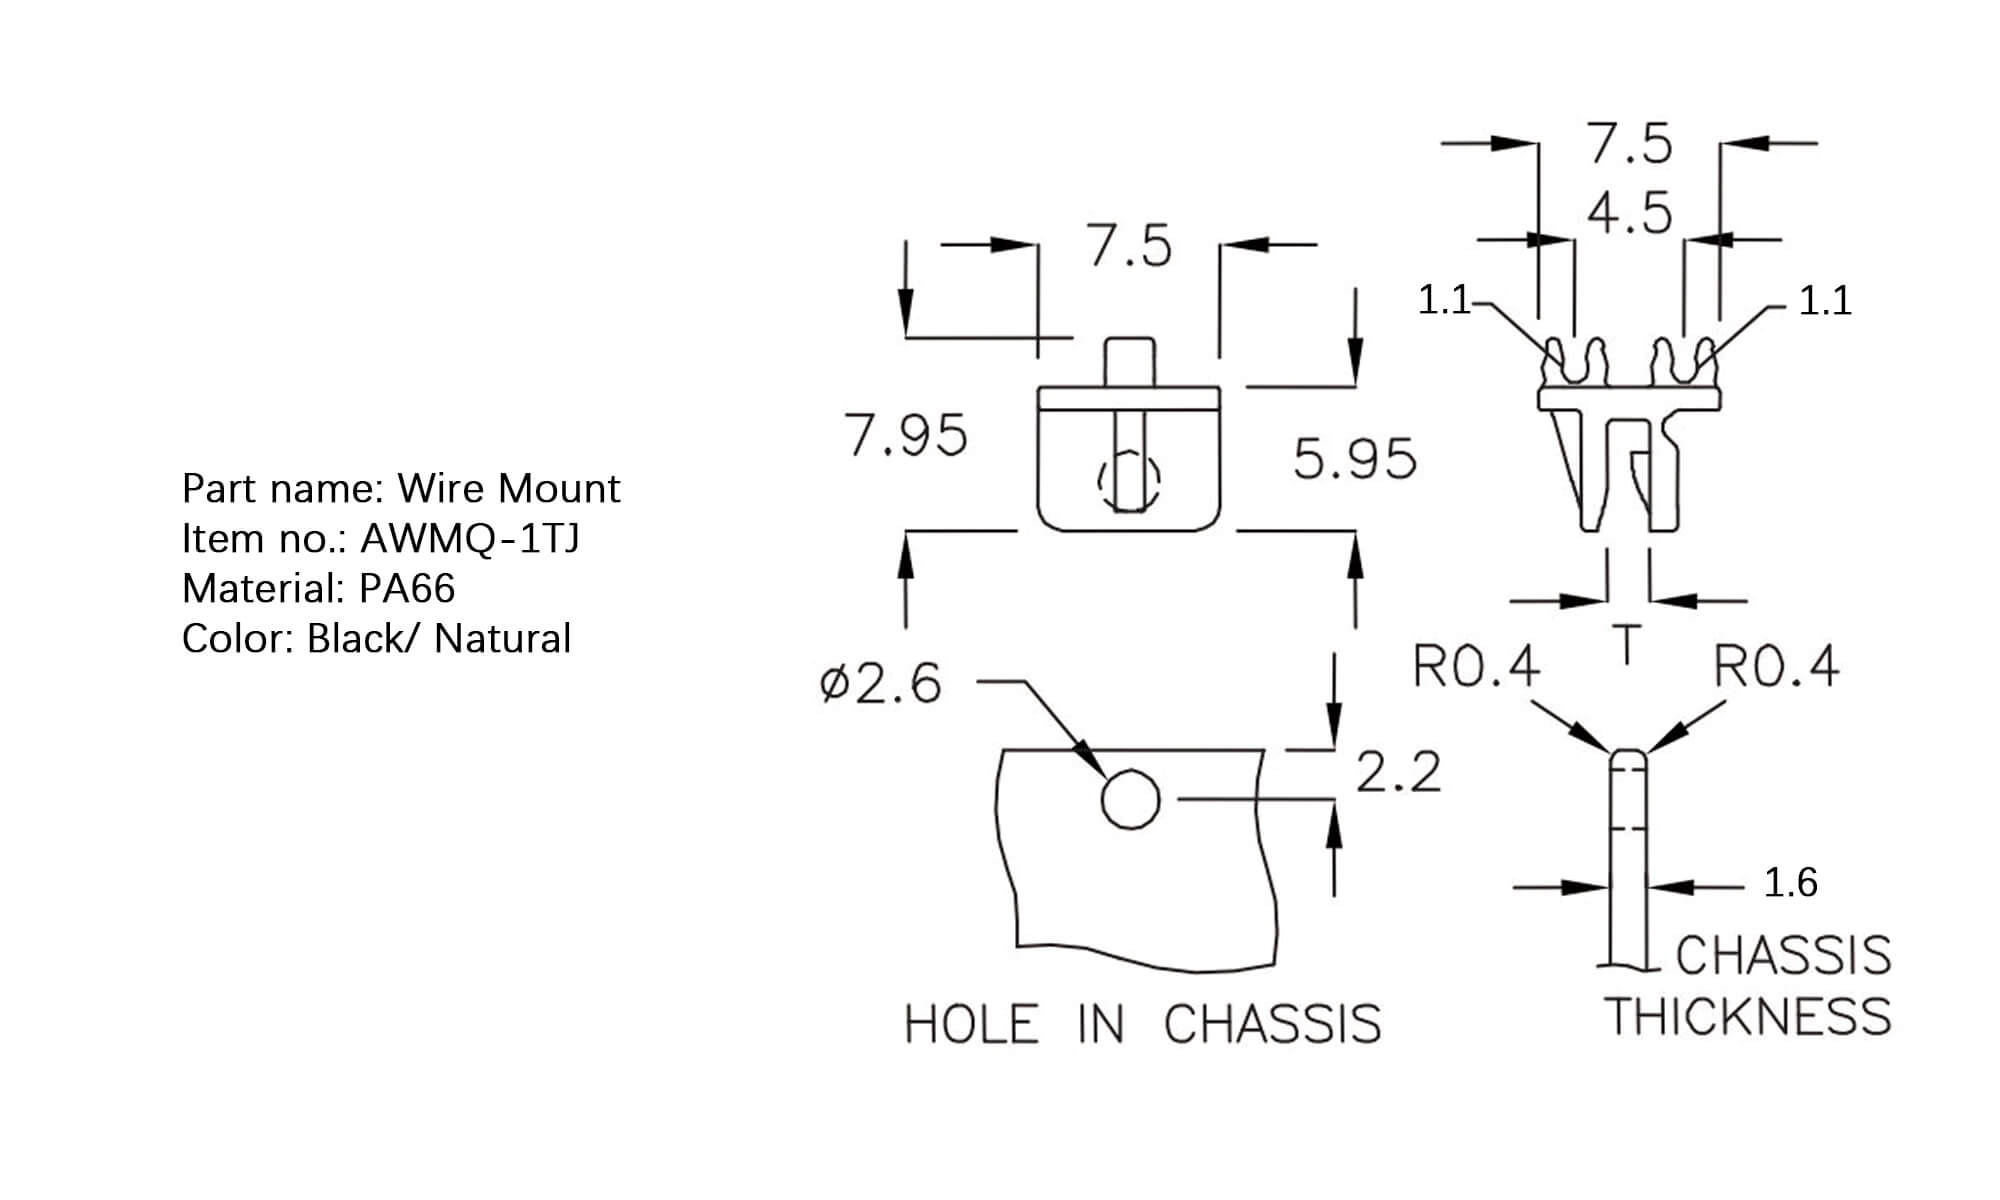 Part name: Wire Mount
Item no.: AWMQ-1TJ
Material: PA66
Color: Black/ Natural
7.5
7.95
5.95
7.5
4.5
1.1
1.1
T
ø2.6
2.2
HOLE IN CHASSIS
R0.4
R0.4
1.6
CHASSIS
THICKNESS